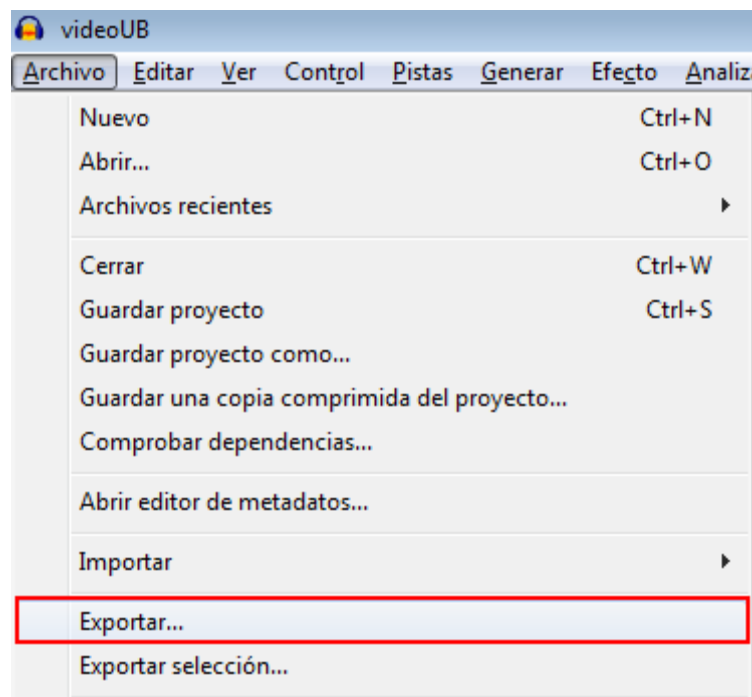 videoUB
Archivo Editar Ver Control Pistas Generar Efecto Analiz
Nuevo Ctrl+N
Abrir... Ctrl+O
Archivos recientes
Cerrar Ctrl+W
Guardar proyecto Ctrl+S
Guardar proyecto como...
Guardar una copia comprimida del proyecto...
Comprobar dependencias...
Abrir editor de metadatos...
Importar
Exportar...
Exportar selección...